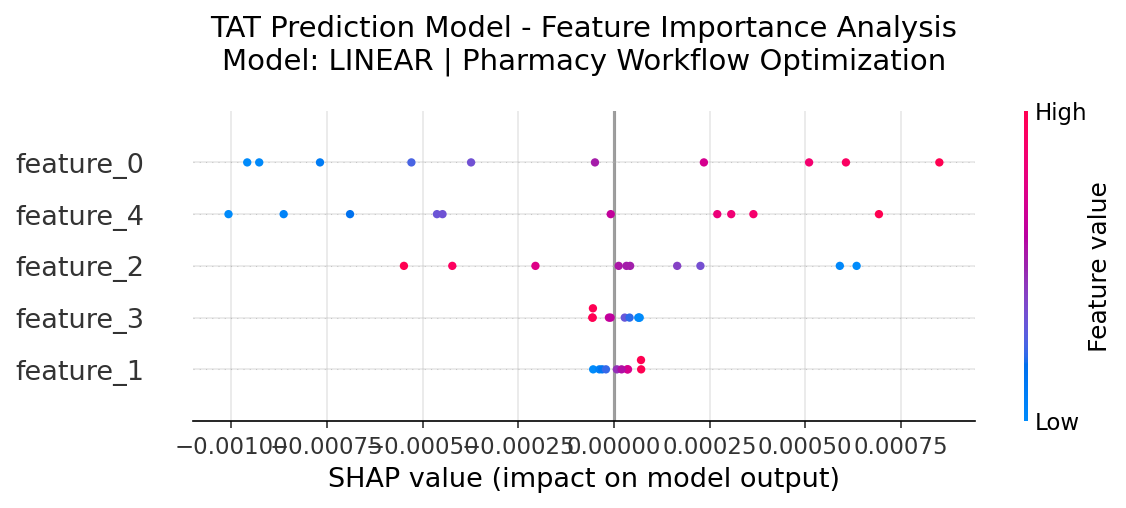 TAT Prediction Model - Feature Importance Analysis
Model: LINEAR | Pharmacy Workflow Optimization
High
feature_0
feature_4
feature_2
feature_3
feature_1
Feature value
Low
−0.00100 −0.00075 −0.00050 −0.00025 0.00000 0.00025 0.00050 0.00075
SHAP value (impact on model output)